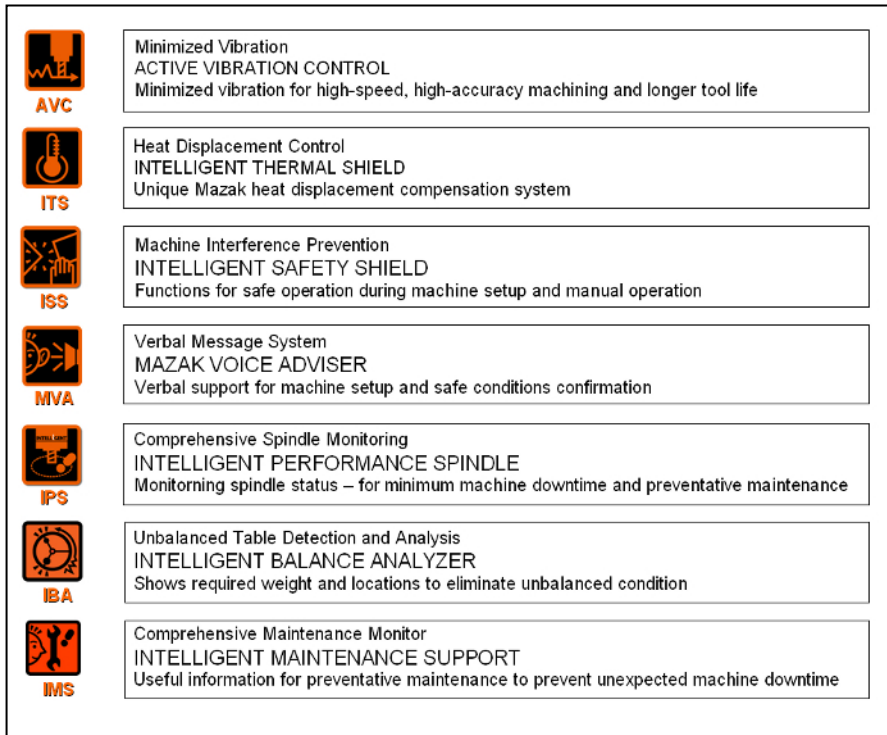 Minimized Vibration
ACTIVE VIBRATION CONTROL
Minimized vibration for high-speed, high-accuracy machining and longer tool life
AVC
Heat Displacement Control
INTELLIGENT THERMAL SHIELD
Unique Mazak heat displacement compensation system
ITS
Machine Interference Prevention
INTELLIGENT SAFETY SHIELD
Functions for safe operation during machine setup and manual operation
ISS
Verbal Message System
MAZAK VOICE ADVISER
Verbal support for machine setup and safe conditions confirmation
MVA
INTELLIGENT
Comprehensive Spindle Monitoring
INTELLIGENT PERFORMANCE SPINDLE
Monitorning spindle status – for minimum machine downtime and preventative maintenance
IPS
Unbalanced Table Detection and Analysis
INTELLIGENT BALANCE ANALYZER
Shows required weight and locations to eliminate unbalanced condition
IBA
Comprehensive Maintenance Monitor
INTELLIGENT MAINTENANCE SUPPORT
Useful information for preventative maintenance to prevent unexpected machine downtime
IMS